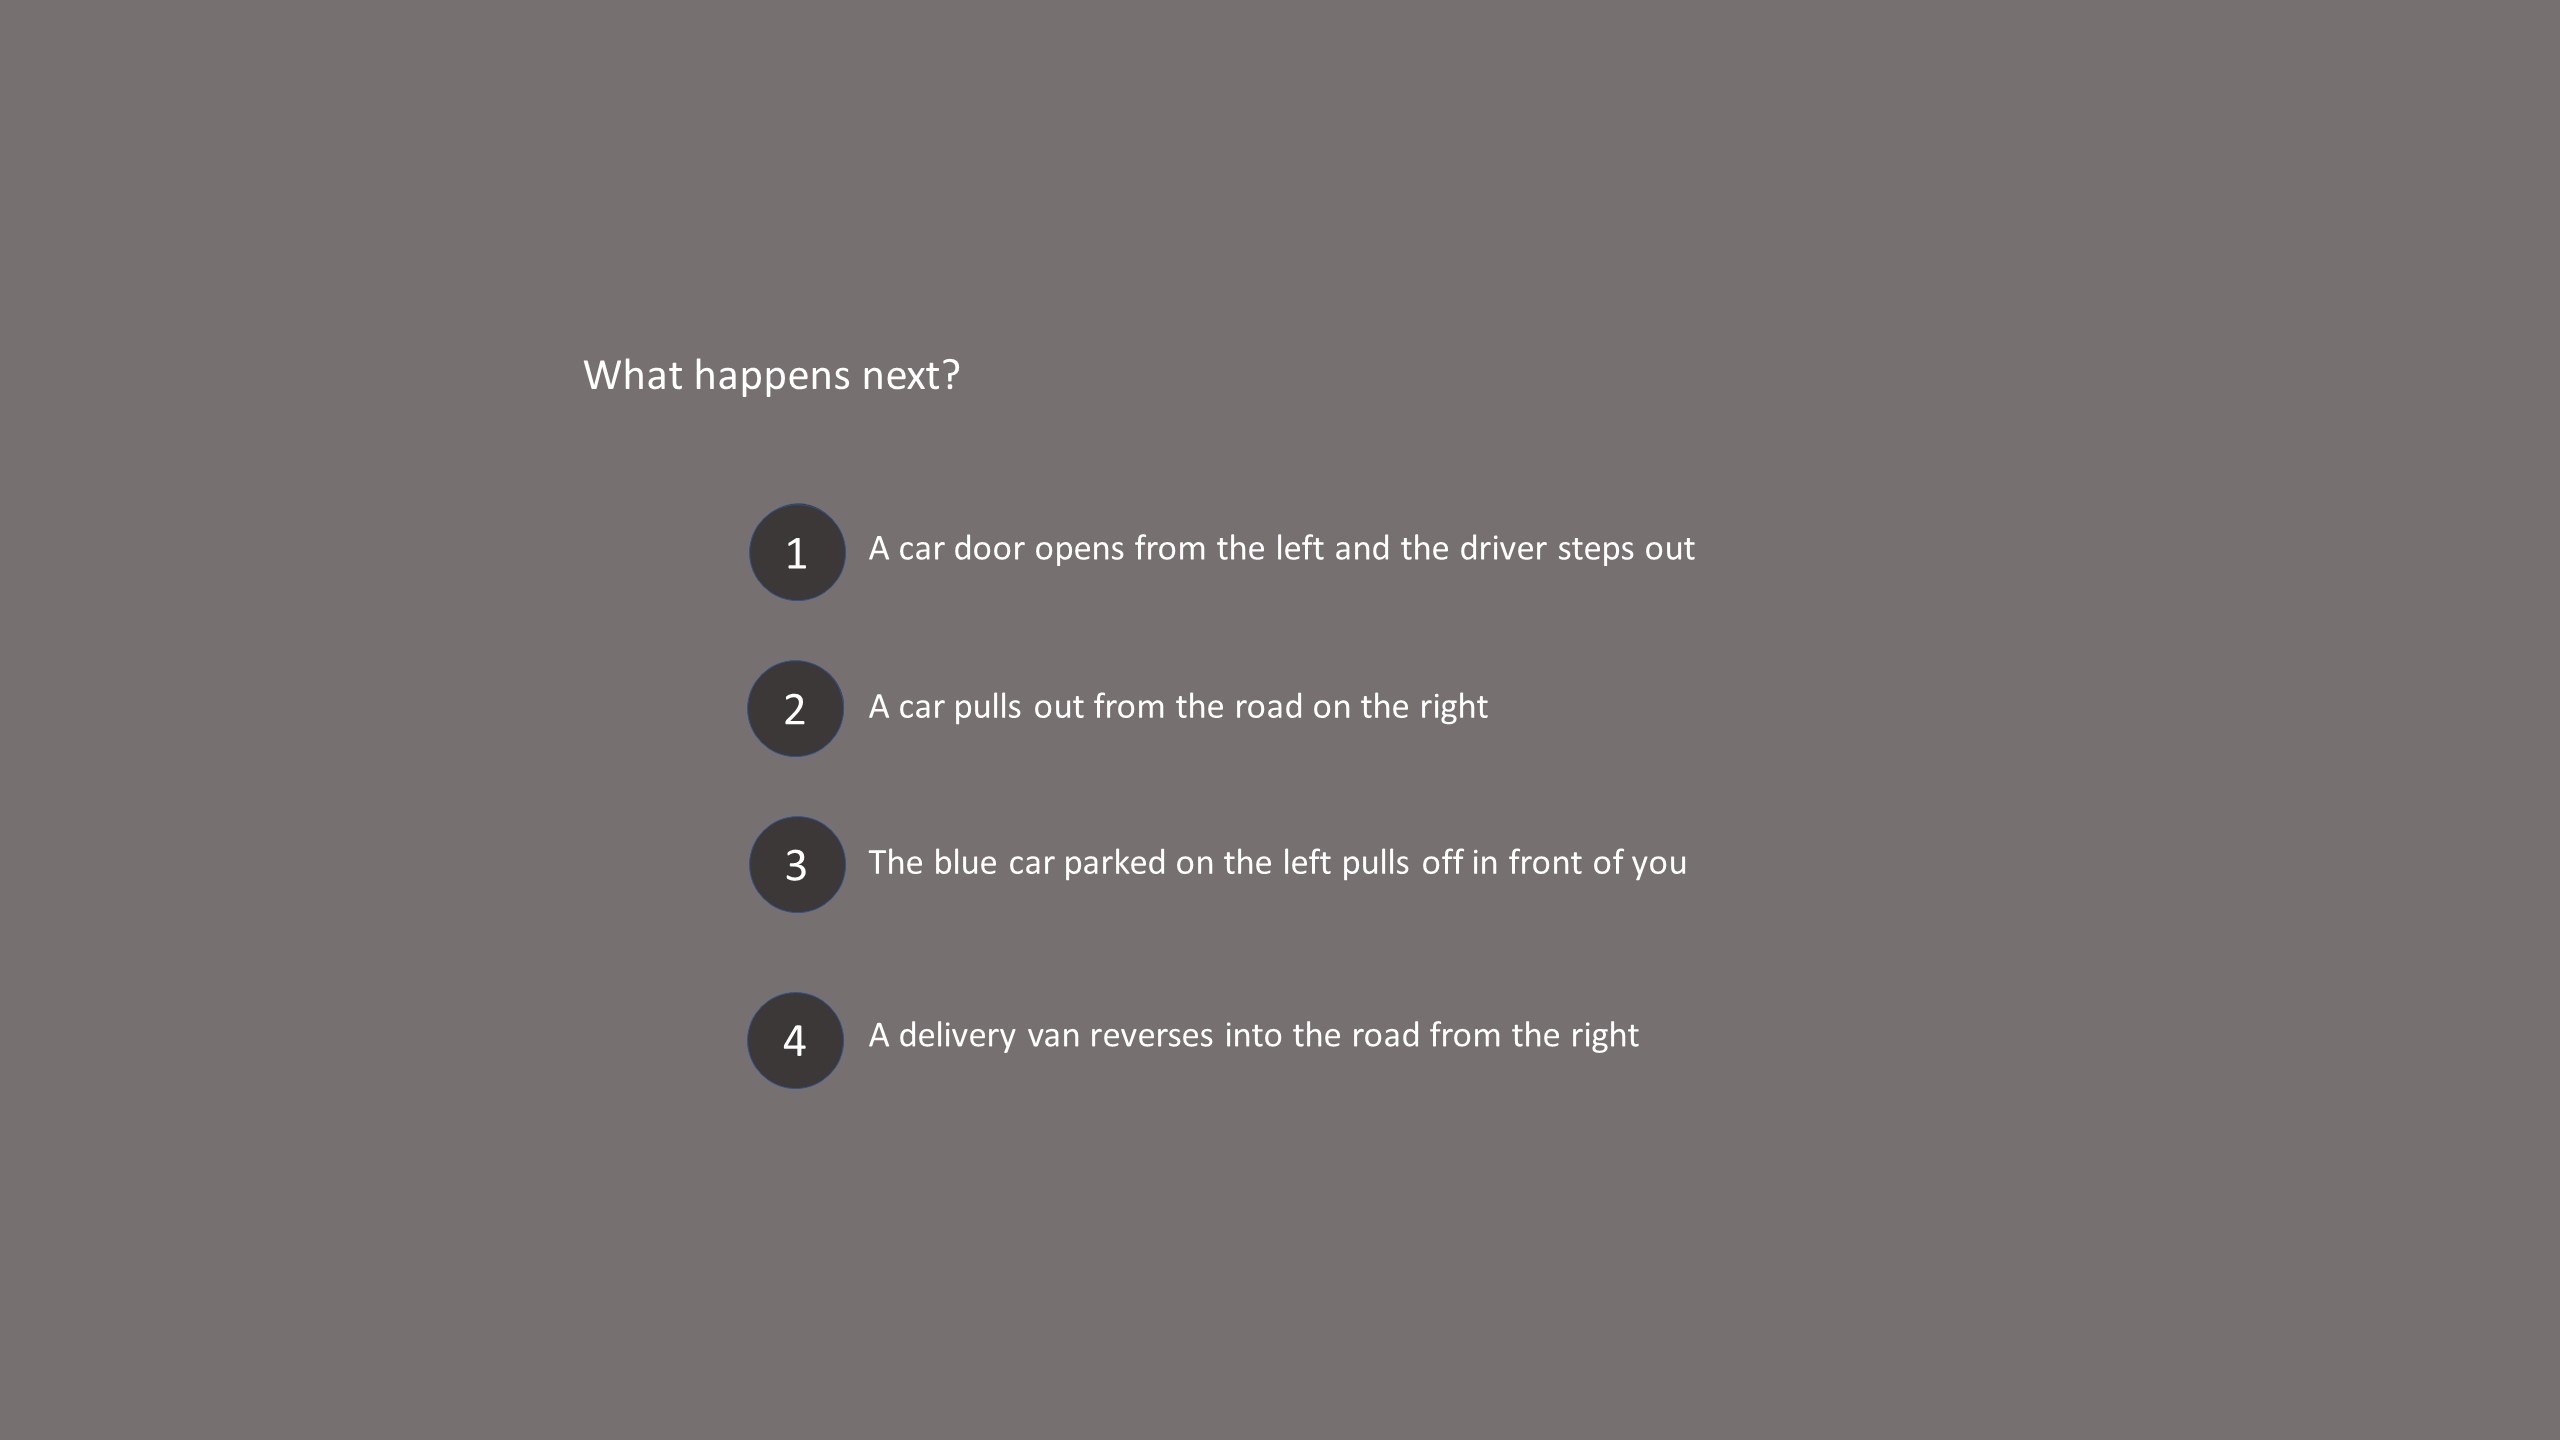 What happens next?
1 A car door opens from the left and the driver steps out
2 A car pulls out from the road on the right
3 The blue car parked on the left pulls off in front of you
4 A delivery van reverses into the road from the right